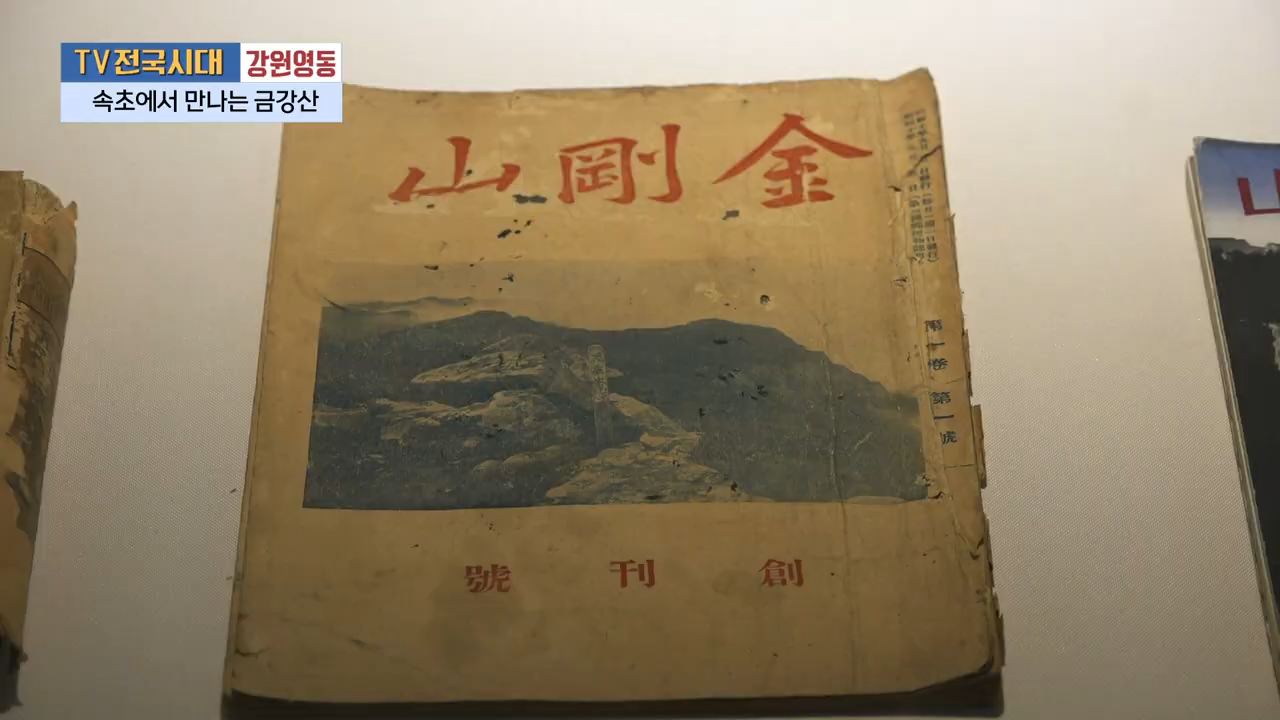 TV전국시대 강원영동
속초에서 만나는 금강산
山剛金
第一卷 第一號
號刊創